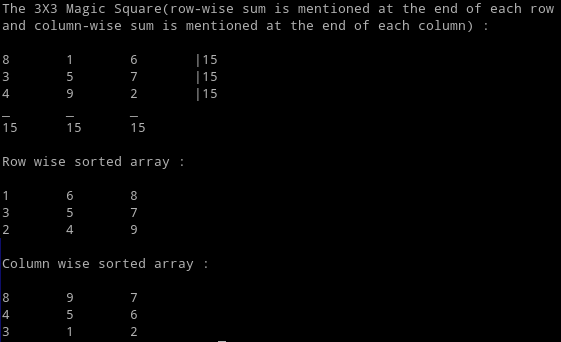 The 3X3 Magic Square(row-wise sum is mentioned at the end of each row
and column-wise sum is mentioned at the end of each column) :
8 1 6 |15
3 5 7 |15
4 9 2 |15
_ _ _
15 15 15
Row wise sorted array :
1 6 8
3 5 7
2 4 9
Column wise sorted array :
8 9 7
4 5 6
3 1 2